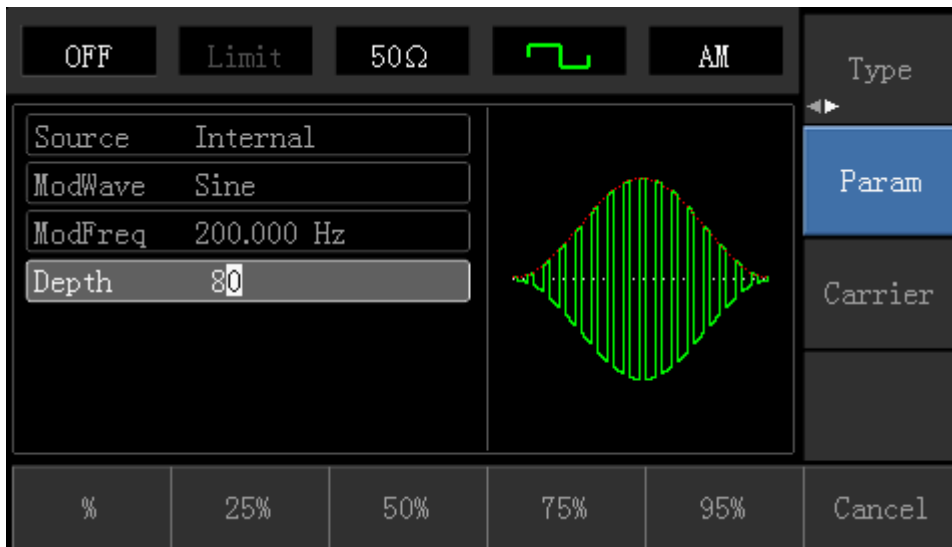 OFF Limit 50Ω AM
Type
Source Internal
ModWave Sine
ModFreq 200.000 Hz
Depth 80
Param
Carrier
% 25% 50% 75% 95% Cancel